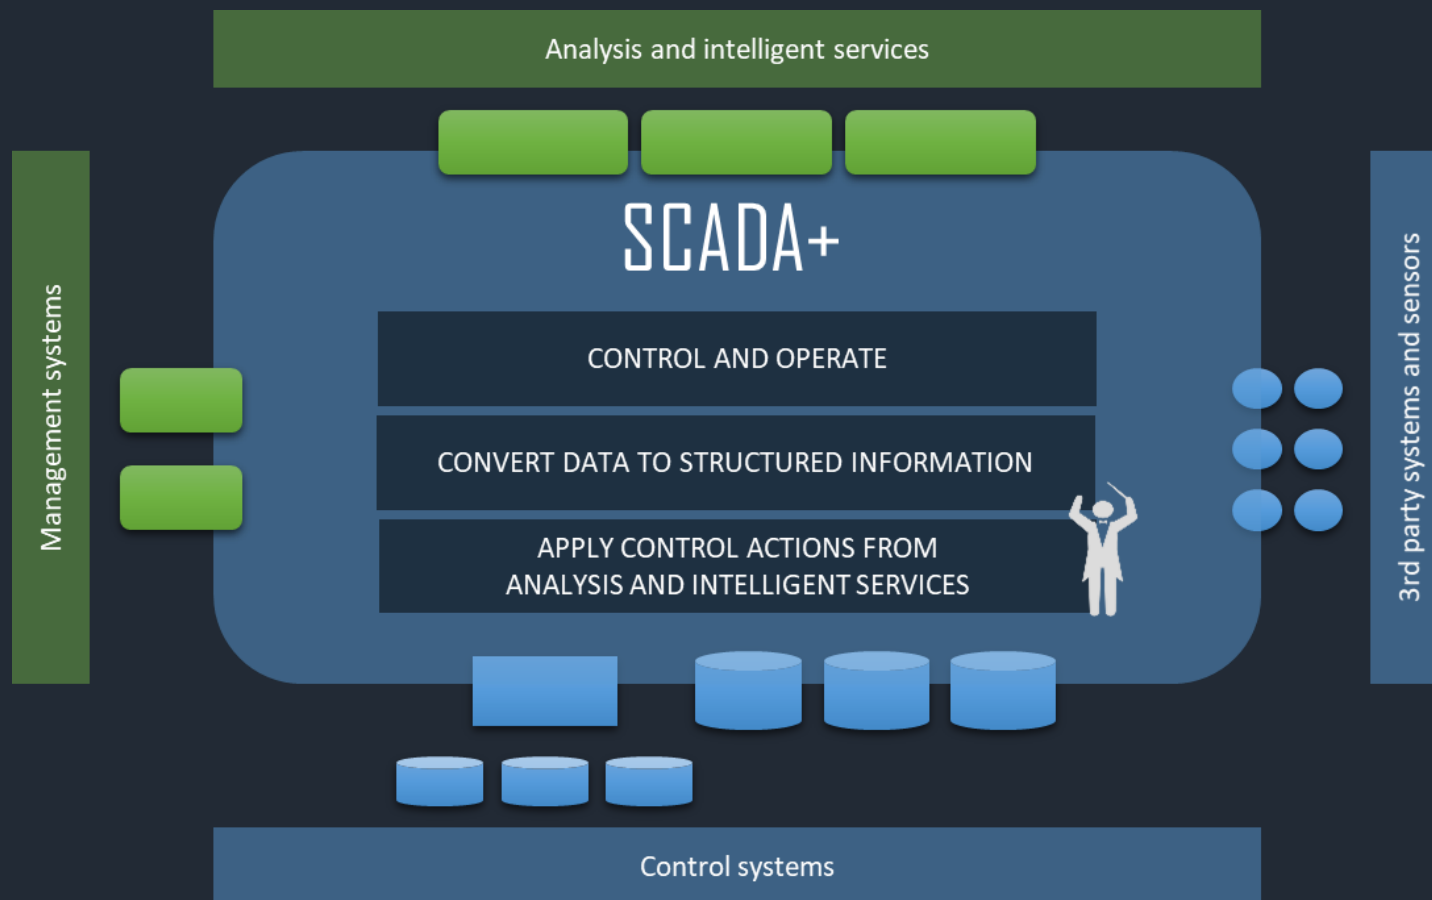 Analysis and intelligent services
SCADA+
Management systems
CONTROL AND OPERATE
CONVERT DATA TO STRUCTURED INFORMATION
APPLY CONTROL ACTIONS FROM
ANALYSIS AND INTELLIGENT SERVICES
3rd party systems and sensors
Control systems